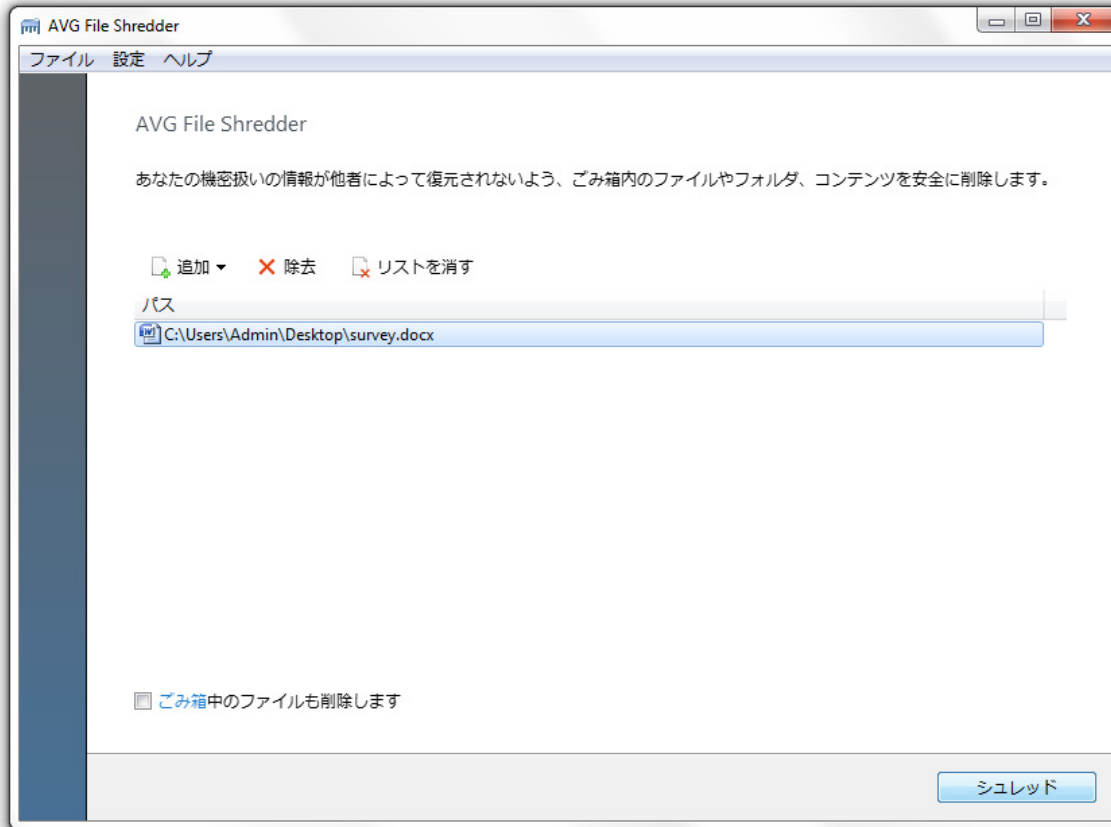 AVG File Shredder
ファイル 設定 ヘルプ
AVG File Shredder
あなたの機密扱いの情報が他者によって復元されないよう、ごみ箱内のファイルやフォルダ、コンテンツを安全に削除します。
追加 除去 リストを消す
パス
C:\Users\Admin\Desktop\survey.docx
ごみ箱中のファイルも削除します
シュレッド